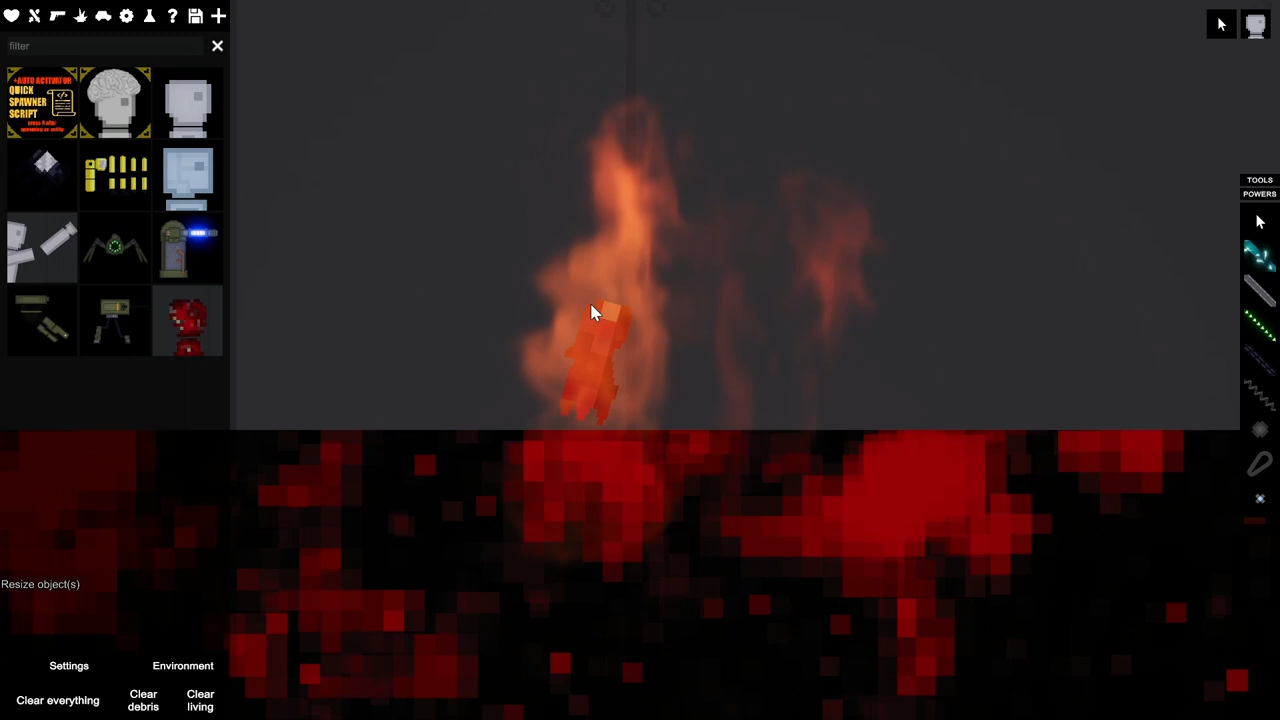 filter
+AUTO ACTIVATOR
QUICK
SPAWNER
SCRIPT
TOOLS
POWERS
Resize object(s)
Settings
Environment
Clear everything
Clear
debris
Clear
living